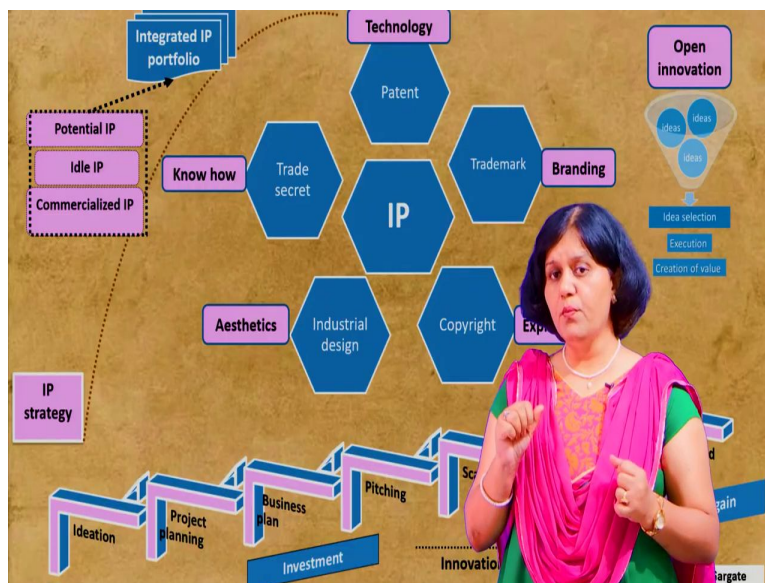 Integrated IP
portfolio
Technology
Open
innovation
Patent
ideas
ideas
ideas
Potential IP
Idle IP
Commercialized IP
Know how
Trade
secret
Trademark
Branding
IP
Idea selection
Execution
Creation of value
Aesthetics
Industrial
design
Copyright
IP
strategy
Ideation
Project
planning
Business
plan
Pitching
Investment
Gargate